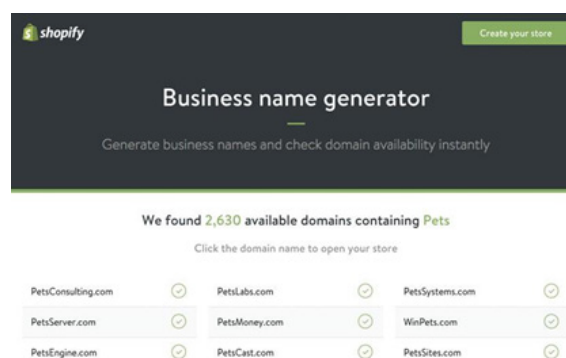 shopify
Create your store
Business name generator
Generate business names and check domain availability instantly
We found 2,630 available domains containing Pets
Click the domain name to open your store
PetsConsulting.com PetsLabs.com PetsSystems.com
PetsServer.com PetsMoney.com WinPets.com
PetsEngine.com PetsCast.com PetsSites.com